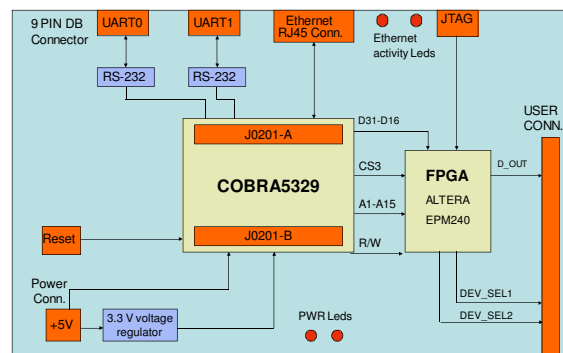 9 PIN DB
Connector
UART0
UART1
Ethernet
RJ45 Conn.
Ethernet
activity Leds
JTAG
RS-232
RS-232
J0201-A
COBRA5329
J0201-B
D31-D16
CS3
A1-A15
R/W
FPGA
ALTERA
EPM240
USER
CONN.
D_OUT
DEV_SEL1
DEV_SEL2
Reset
Power
Conn.
+5V
3.3 V voltage
regulator
PWR Leds